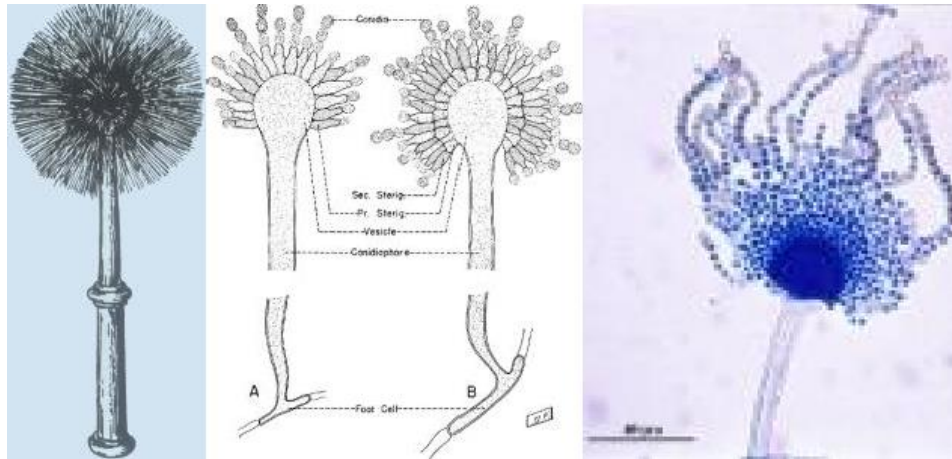 Conidia
Sec. Sterig.
Pr. Sterig
Vesicle
Conidiophore
A
B
Foot Cell